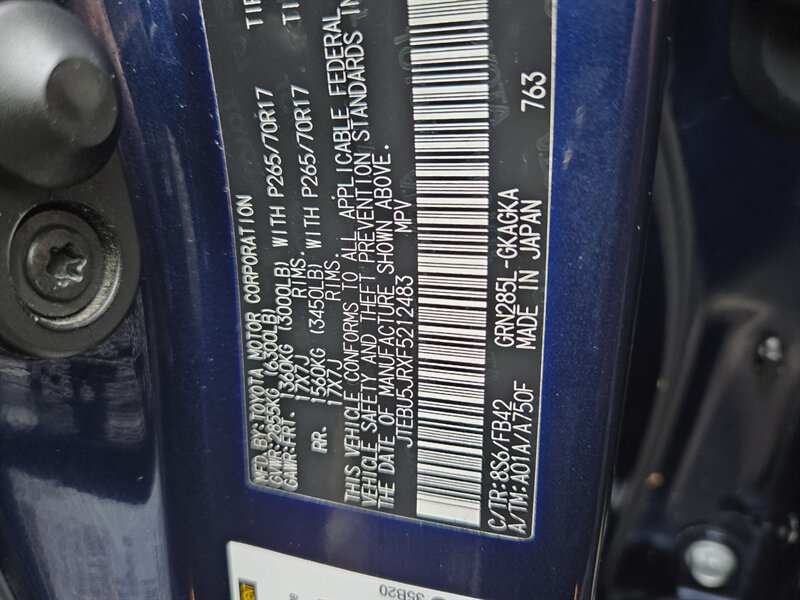 MFD BY:TOYOTA MOTOR CORPORATION
GVWR:2855KG (6300LB)
GAWR:FRT. 1360KG (3000LB) WITH P265/70R17 TIR
17X7J RIMS.
RR. 1560KG (3450LB) WITH P265/70R17 TIR
17X7J RIMS.
THIS VEHICLE CONFORMS TO ALL APPLICABLE FEDERAL
VEHICLE SAFETY AND THEFT PREVENTION STANDARDS IN
THE DATE OF MANUFACTURE SHOWN ABOVE.
JTEBU5JRXF5212483 MPV
C/TR:8S6/FB42 GRN285L-GKAGKA 763
A/TM:A01A/A750F MADE IN JAPAN
35B20